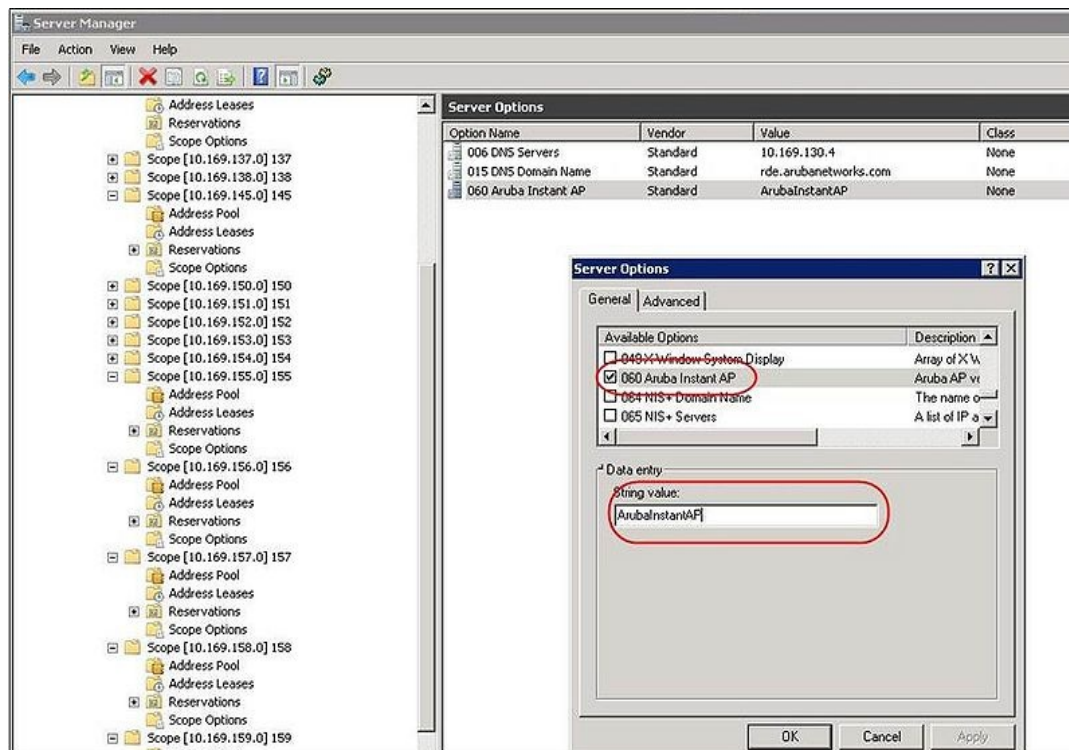 Server Manager
File Action View Help
Address Leases
Reservations
Scope Options
Scope [10.169.137.0] 137
Scope [10.169.138.0] 138
Scope [10.169.145.0] 145
Address Pool
Address Leases
Reservations
Scope Options
Scope [10.169.150.0] 150
Scope [10.169.151.0] 151
Scope [10.169.152.0] 152
Scope [10.169.153.0] 153
Scope [10.169.154.0] 154
Scope [10.169.155.0] 155
Address Pool
Address Leases
Reservations
Scope Options
Scope [10.169.156.0] 156
Address Pool
Address Leases
Reservations
Scope Options
Scope [10.169.157.0] 157
Address Pool
Address Leases
Reservations
Scope Options
Scope [10.169.158.0] 158
Address Pool
Address Leases
Reservations
Scope Options
Scope [10.169.159.0] 159
Server Options
Option Name Vendor Value Class
006 DNS Servers Standard 10.169.130.4 None
015 DNS Domain Name Standard rde.arubanetworks.com None
060 Aruba Instant AP Standard ArubaInstantAP None
Server Options
General Advanced
Available Options Description
049 X Window System Display Array of X W
060 Aruba Instant AP Aruba AP ve
064 NIS+ Domain Name The name o
065 NIS+ Servers A list of IP a
Data entry
String value:
ArubaInstantAP
OK Cancel Apply